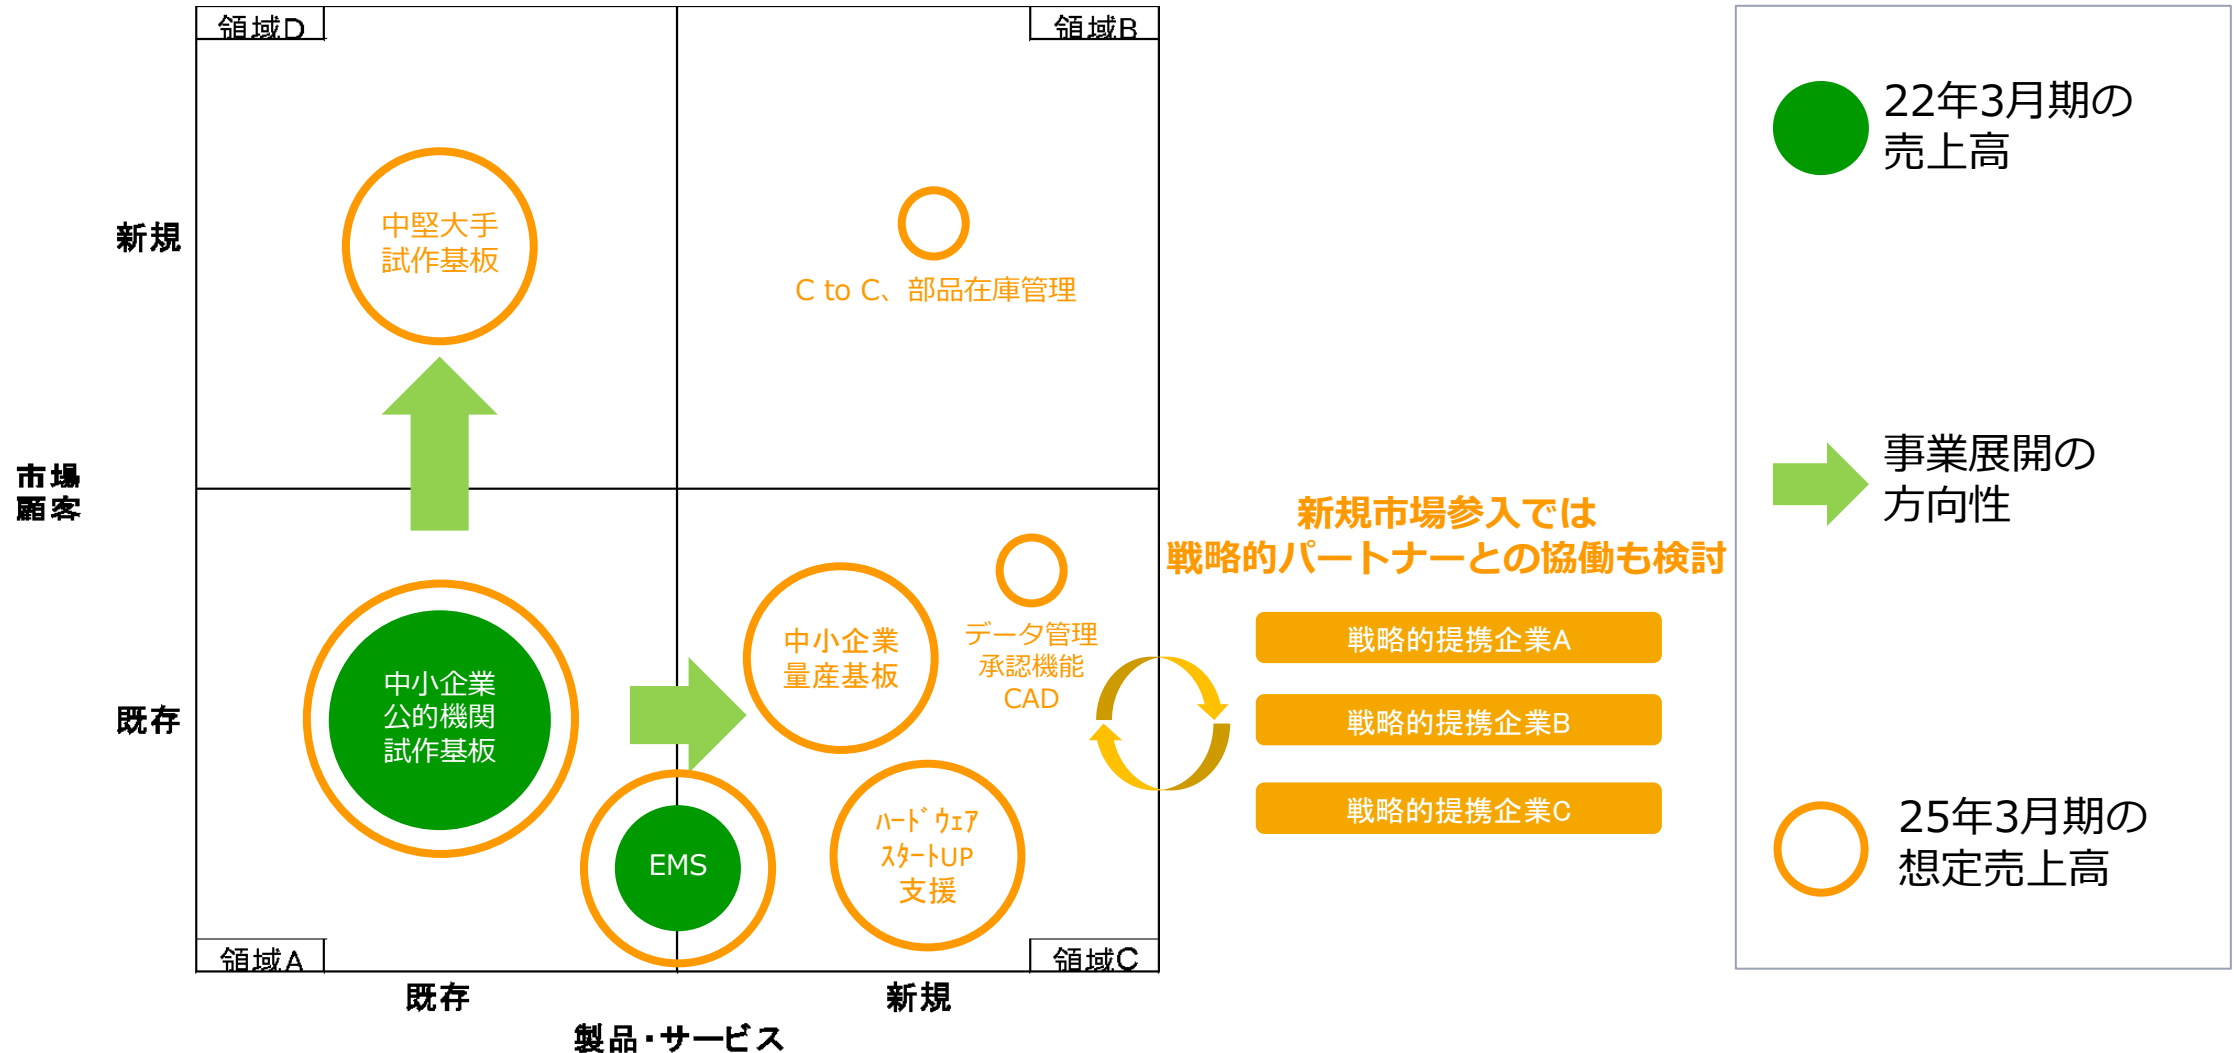 領域D
領域B
新規
中堅大手
試作基板
C to C、部品在庫管理
市場
顧客
既存
中小企業
公的機関
試作基板
EMS
中小企業
量産基板
データ管理
承認機能
CAD
ﾊｰﾄﾞｳｪｱ
ｽﾀｰﾄUP
支援
領域A
領域C
既存
新規
製品・サービス
新規市場参入では
戦略的パートナーとの協働も検討
戦略的提携企業A
戦略的提携企業B
戦略的提携企業C
22年3月期の
売上高
事業展開の
方向性
25年3月期の
想定売上高